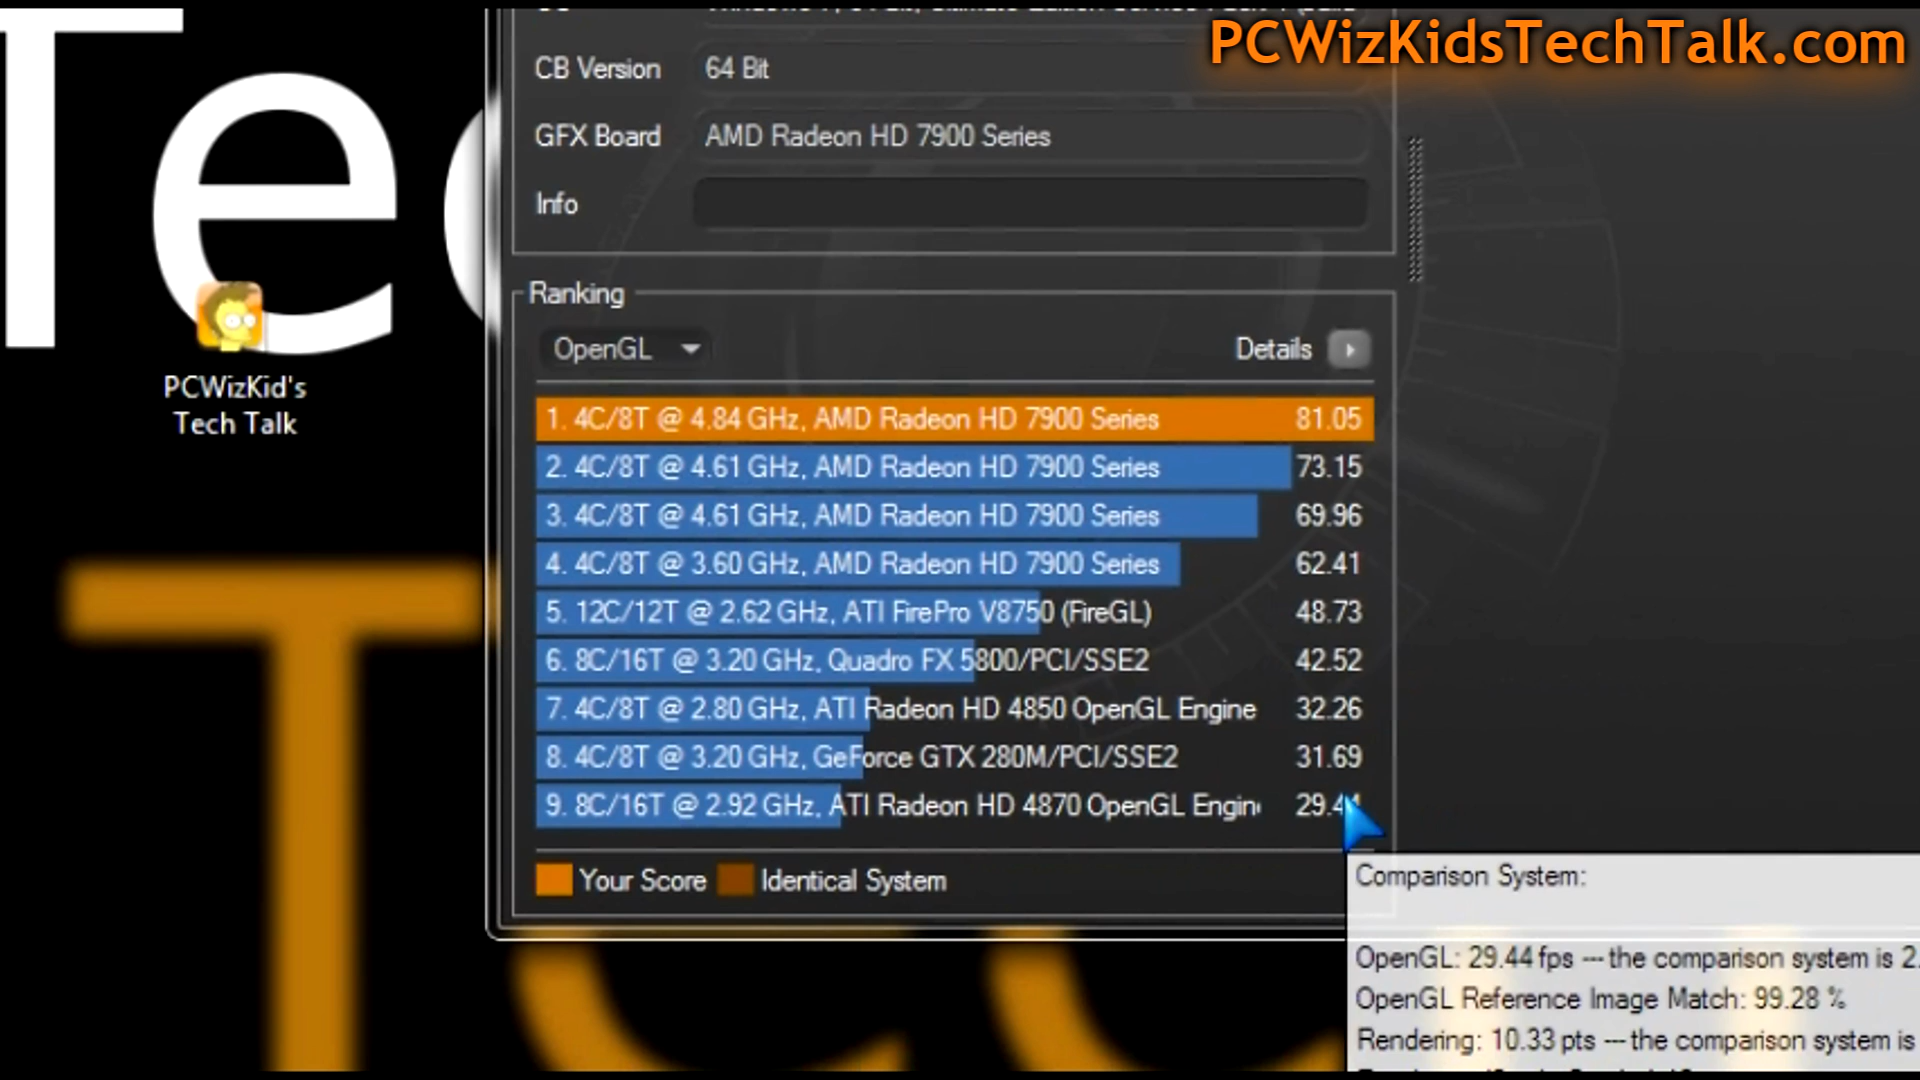 PCWizKidsTechTalk.com
Tec
CB Version 64 Bit
GFX Board AMD Radeon HD 7900 Series
Info
Ranking
OpenGL Details
PCWizKid's
Tech Talk
1. 4C/8T @ 4.84 GHz, AMD Radeon HD 7900 Series 81.05
2. 4C/8T @ 4.61 GHz, AMD Radeon HD 7900 Series 73.15
3. 4C/8T @ 4.61 GHz, AMD Radeon HD 7900 Series 69.96
4. 4C/8T @ 3.60 GHz, AMD Radeon HD 7900 Series 62.41
5. 12C/12T @ 2.62 GHz, ATI FirePro V8750 (FireGL) 48.73
6. 8C/16T @ 3.20 GHz, Quadro FX 5800/PCI/SSE2 42.52
7. 4C/8T @ 2.80 GHz, ATI Radeon HD 4850 OpenGL Engine 32.26
8. 4C/8T @ 3.20 GHz, GeForce GTX 280M/PCI/SSE2 31.69
9. 8C/16T @ 2.92 GHz, ATI Radeon HD 4870 OpenGL Engin 29.44
Your Score Identical System
Comparison System:
OpenGL: 29.44 fps --- the comparison system is 2.
OpenGL Reference Image Match: 99.28 %
Rendering: 10.33 pts --- the comparison system is